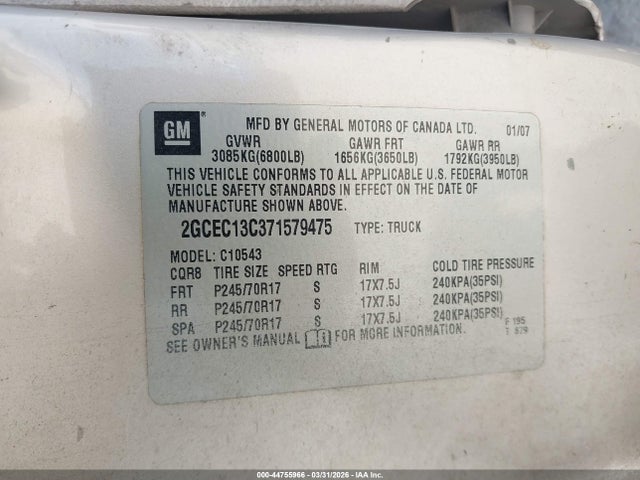 GM ®
MFD BY GENERAL MOTORS OF CANADA LTD. 01/07
GVWR GAWR FRT GAWR RR
3085KG(6800LB) 1656KG(3650LB) 1792KG(3950LB)
THIS VEHICLE CONFORMS TO ALL APPLICABLE U.S. FEDERAL MOTOR
VEHICLE SAFETY STANDARDS IN EFFECT ON THE DATE OF
MANUFACTURE SHOWN ABOVE.
2GCEC13C371579475 TYPE: TRUCK
MODEL: C10543
CQR8 TIRE SIZE SPEED RTG RIM COLD TIRE PRESSURE
FRT P245/70R17 S 17X7.5J 240KPA(35PSI)
RR P245/70R17 S 17X7.5J 240KPA(35PSI)
SPA P245/70R17 S 17X7.5J 240KPA(35PSI)
SEE OWNER'S MANUAL FOR MORE INFORMATION.
F 195
T 879
000-44755966 - 03/31/2026 - IAA Corp.